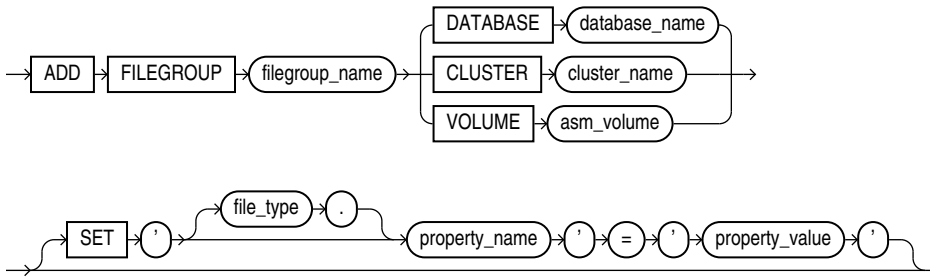 DATABASE database_name
ADD FILEGROUP filegroup_name CLUSTER cluster_name
VOLUME asm_volume
file_type .
SET ' property_name ' = ' property_value '